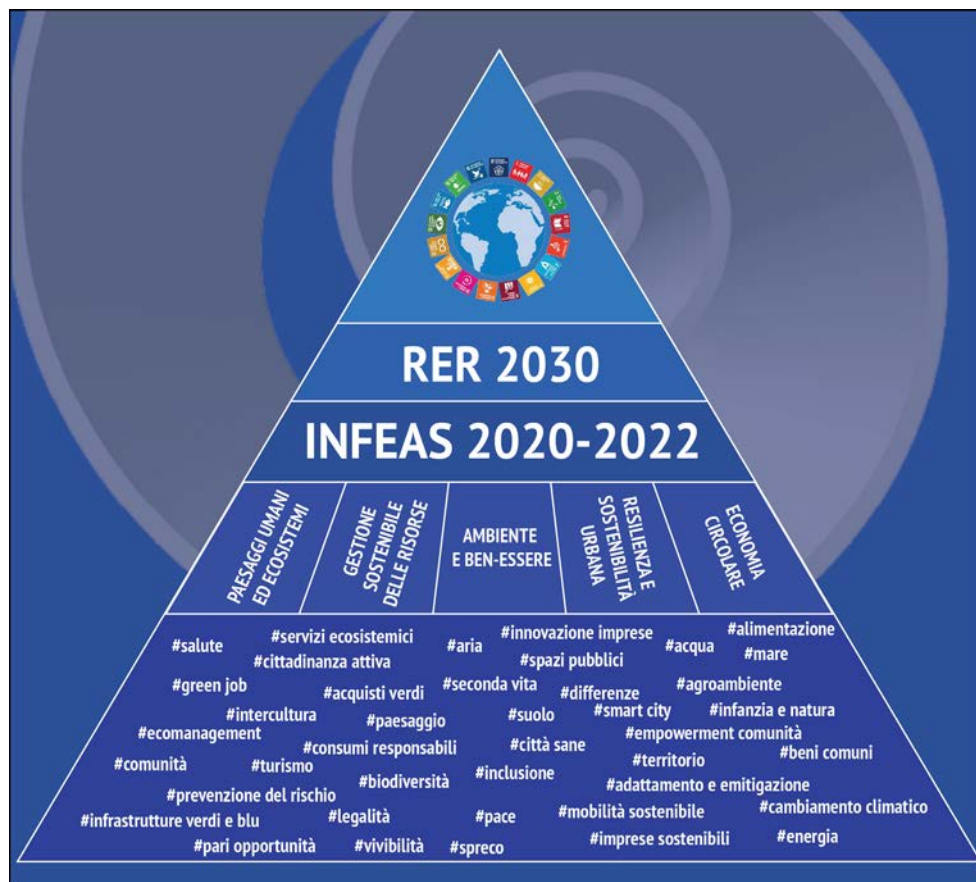 RER 2030
INFEAS 2020-2022
PAESAGGI UMANI
ED ECOSISTEMI
GESTIONE
SOSTENIBILE
DELLE RISORSE
AMBIENTE
E BEN-ESSERE
RESILIENZA E
SOSTENIBILITÀ
URBANA
ECONOMIA
CIRCOLARE
#salute
#servizi ecosistemici
#aria
#innovazione imprese
#acqua
#alimentazione
#cittadinanza attiva
#spazi pubblici
#mare
#green job
#acquisti verdi
#seconda vita
#differenze
#agroambiente
#intercultura
#paesaggio
#suolo
#smart city
#infanzia e natura
#ecomanagement
#consumi responsabili
#città sane
#empowerment comunità
#beni comuni
#comunità
#turismo
#biodiversità
#inclusione
#territorio
#adattamento e emitigazione
#prevenzione del rischio
#infrastrutture verdi e blu
#legalità
#pace
#mobilità sostenibile
#cambiamento climatico
#pari opportunità
#vivibilità
#spreco
#imprese sostenibili
#energia